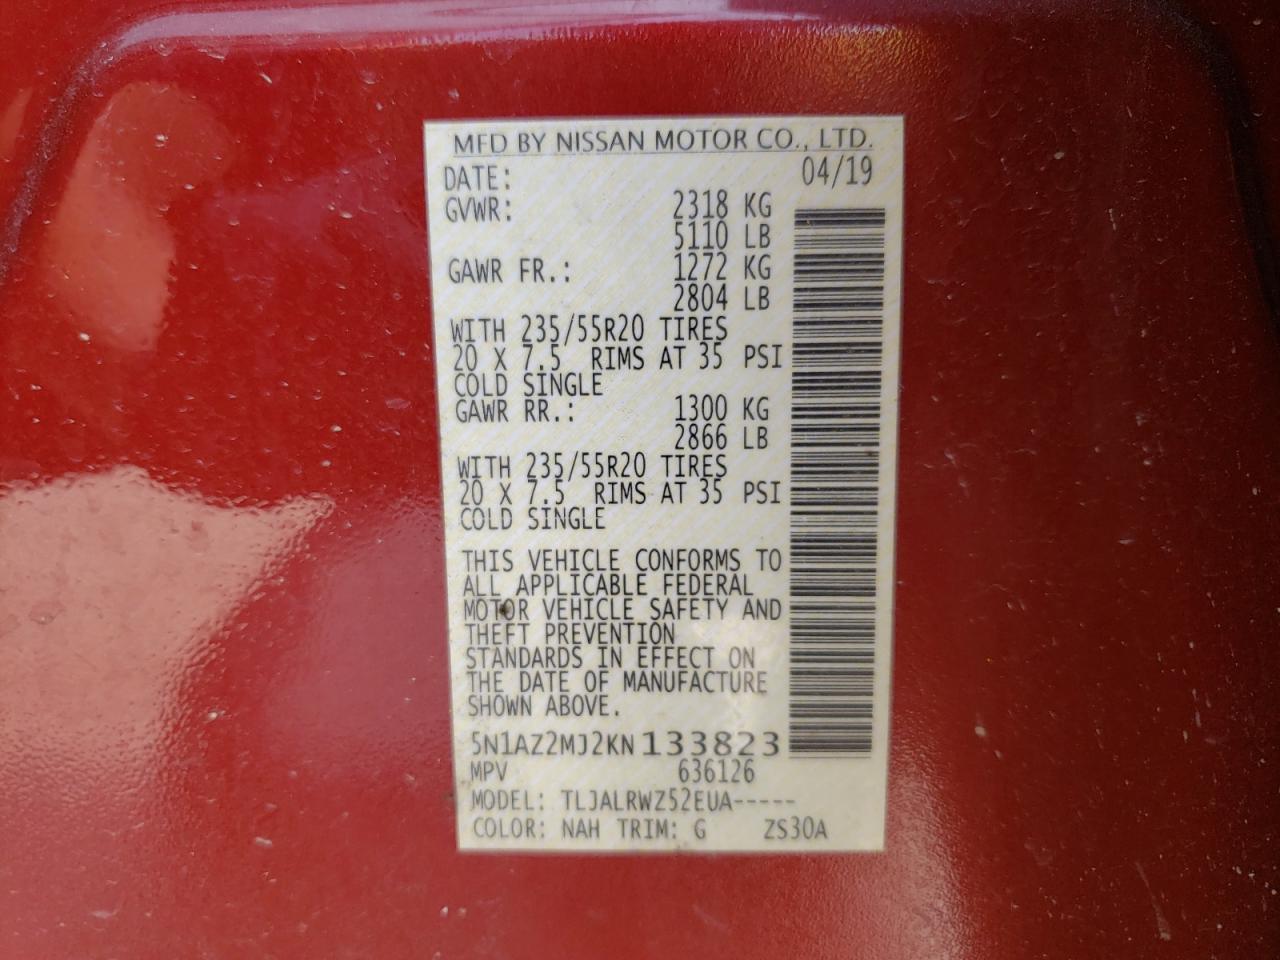 MFD BY NISSAN MOTOR CO., LTD.
DATE: 04/19
GVWR: 2318 KG
5110 LB
GAWR FR.: 1272 KG
2804 LB
WITH 235/55R20 TIRES
20 X 7.5 RIMS AT 35 PSI
COLD SINGLE
GAWR RR.: 1300 KG
2866 LB
WITH 235/55R20 TIRES
20 X 7.5 RIMS AT 35 PSI
COLD SINGLE
THIS VEHICLE CONFORMS TO
ALL APPLICABLE FEDERAL
MOTOR VEHICLE SAFETY AND
THEFT PREVENTION
STANDARDS IN EFFECT ON
THE DATE OF MANUFACTURE
SHOWN ABOVE.
5N1AZ2MJ2KN133823
MPV 636126
MODEL: TLJALRWZ52EUA-----
COLOR: NAH TRIM: G ZS30A